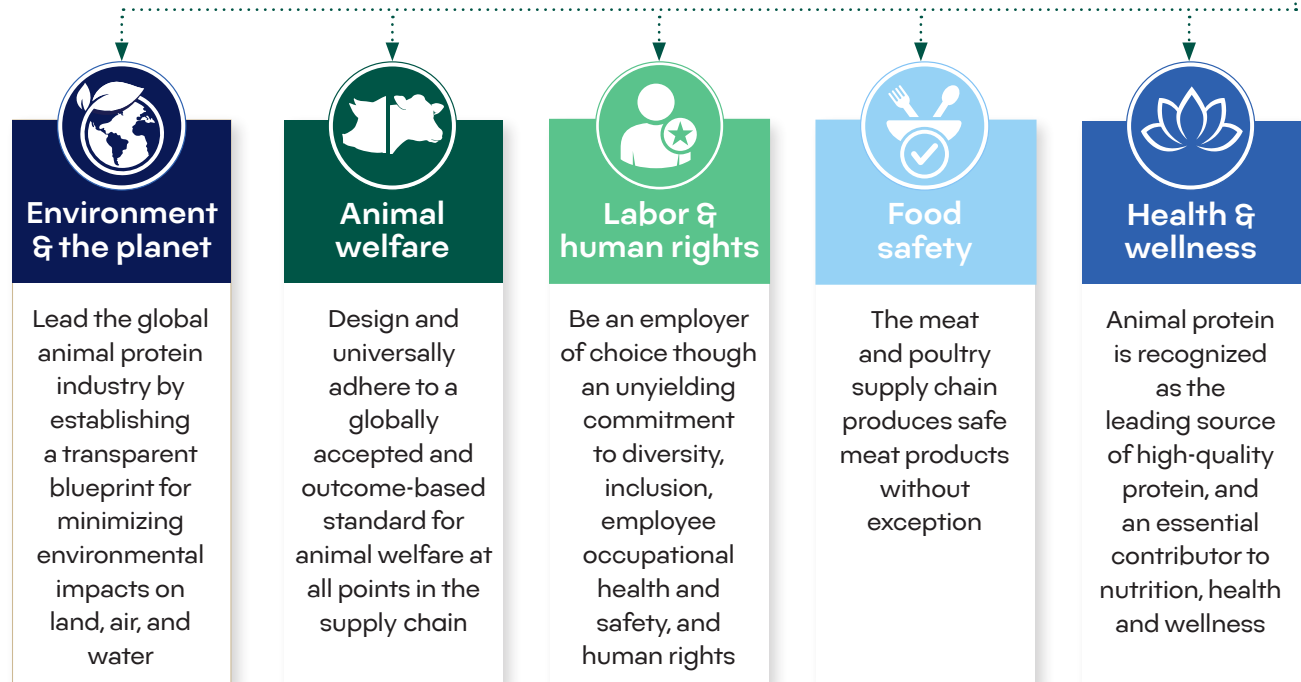 Environment
& the planet
Lead the global
animal protein
industry by
establishing
a transparent
blueprint for
minimizing
environmental
impacts on
land, air, and
water
Animal
welfare
Design and
universally
adhere to a
globally
accepted and
outcome-based
standard for
animal welfare at
all points in the
supply chain
Labor &
human rights
Be an employer
of choice though
an unyielding
commitment
to diversity,
inclusion,
employee
occupational
health and
safety, and
human rights
Food
safety
The meat
and poultry
supply chain
produces safe
meat products
without
exception
Health &
wellness
Animal protein
is recognized
as the
leading source
of high-quality
protein, and
an essential
contributor to
nutrition, health
and wellness